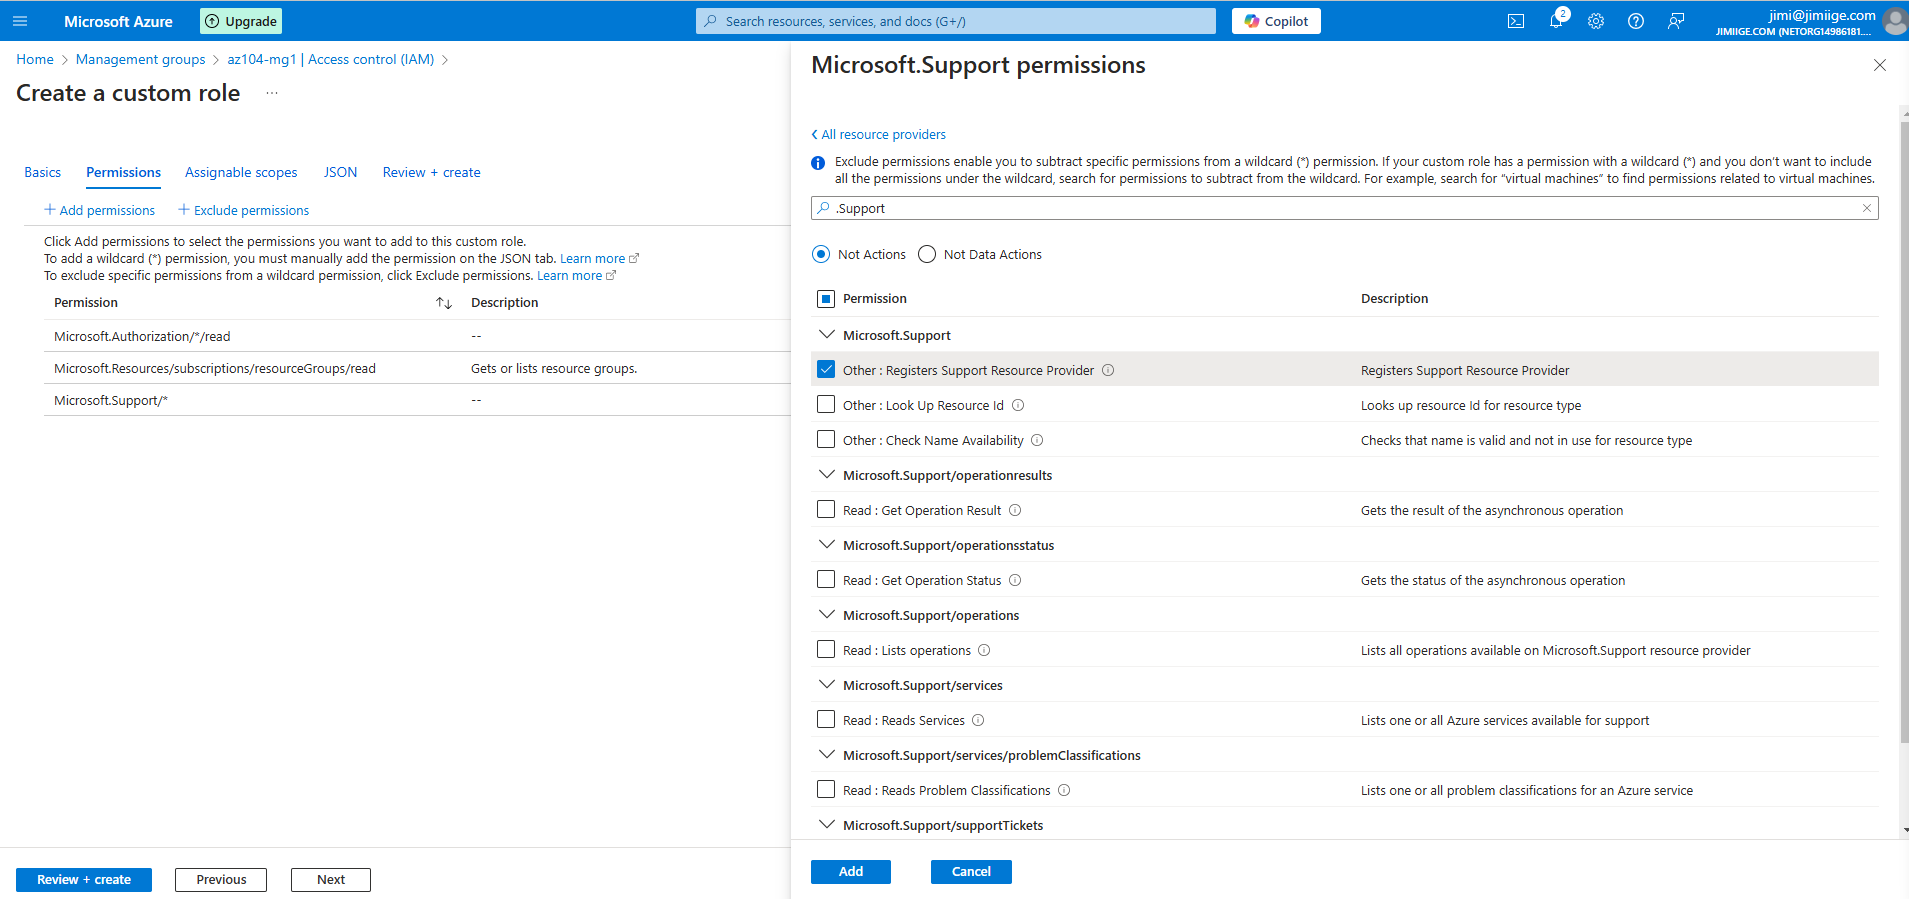 Microsoft Azure
Upgrade
Search resources, services, and docs (G+/)
Copilot
2
jimi@jimiige.com
JIMIIGE.COM (NETORG14986181....
Home > Management groups > az104-mg1 | Access control (IAM) >
Create a custom role ...
Basics Permissions Assignable scopes JSON Review + create
+ Add permissions + Exclude permissions
Click Add permissions to select the permissions you want to add to this custom role.
To add a wildcard (*) permission, you must manually add the permission on the JSON tab. Learn more
To exclude specific permissions from a wildcard permission, click Exclude permissions. Learn more
Permission ↑↓ Description
Microsoft.Authorization/*/read --
Microsoft.Resources/subscriptions/resourceGroups/read Gets or lists resource groups.
Microsoft.Support/* --
Review + create Previous Next
Microsoft.Support permissions
< All resource providers
Exclude permissions enable you to subtract specific permissions from a wildcard (*) permission. If your custom role has a permission with a wildcard (*) and you don't want to include
all the permissions under the wildcard, search for permissions to subtract from the wildcard. For example, search for “virtual machines” to find permissions related to virtual machines.
.Support
Not Actions Not Data Actions
Permission Description
Microsoft.Support
Other : Registers Support Resource Provider Registers Support Resource Provider
Other : Look Up Resource Id Looks up resource Id for resource type
Other : Check Name Availability Checks that name is valid and not in use for resource type
Microsoft.Support/operationresults
Read : Get Operation Result Gets the result of the asynchronous operation
Microsoft.Support/operationsstatus
Read : Get Operation Status Gets the status of the asynchronous operation
Microsoft.Support/operations
Read : Lists operations Lists all operations available on Microsoft.Support resource provider
Microsoft.Support/services
Read : Reads Services Lists one or all Azure services available for support
Microsoft.Support/services/problemClassifications
Read : Reads Problem Classifications Lists one or all problem classifications for an Azure service
Microsoft.Support/supportTickets
Add Cancel